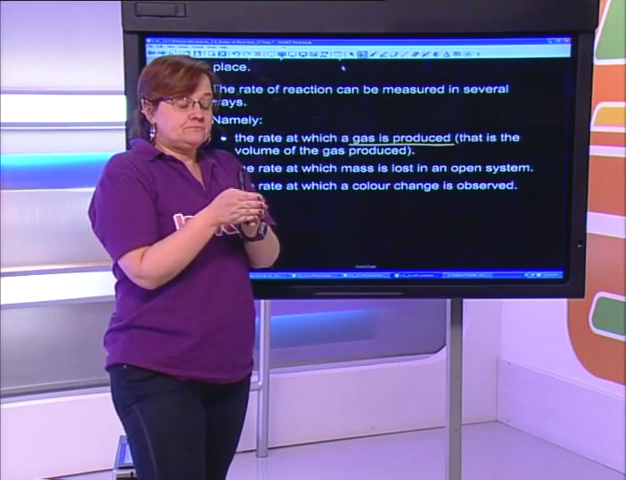 place.
The rate of reaction can be measured in several
ways.
Namely:
the rate at which a gas is produced (that is the
volume of the gas produced).
rate at which mass is lost in an open system.
rate at which a colour change is observed.